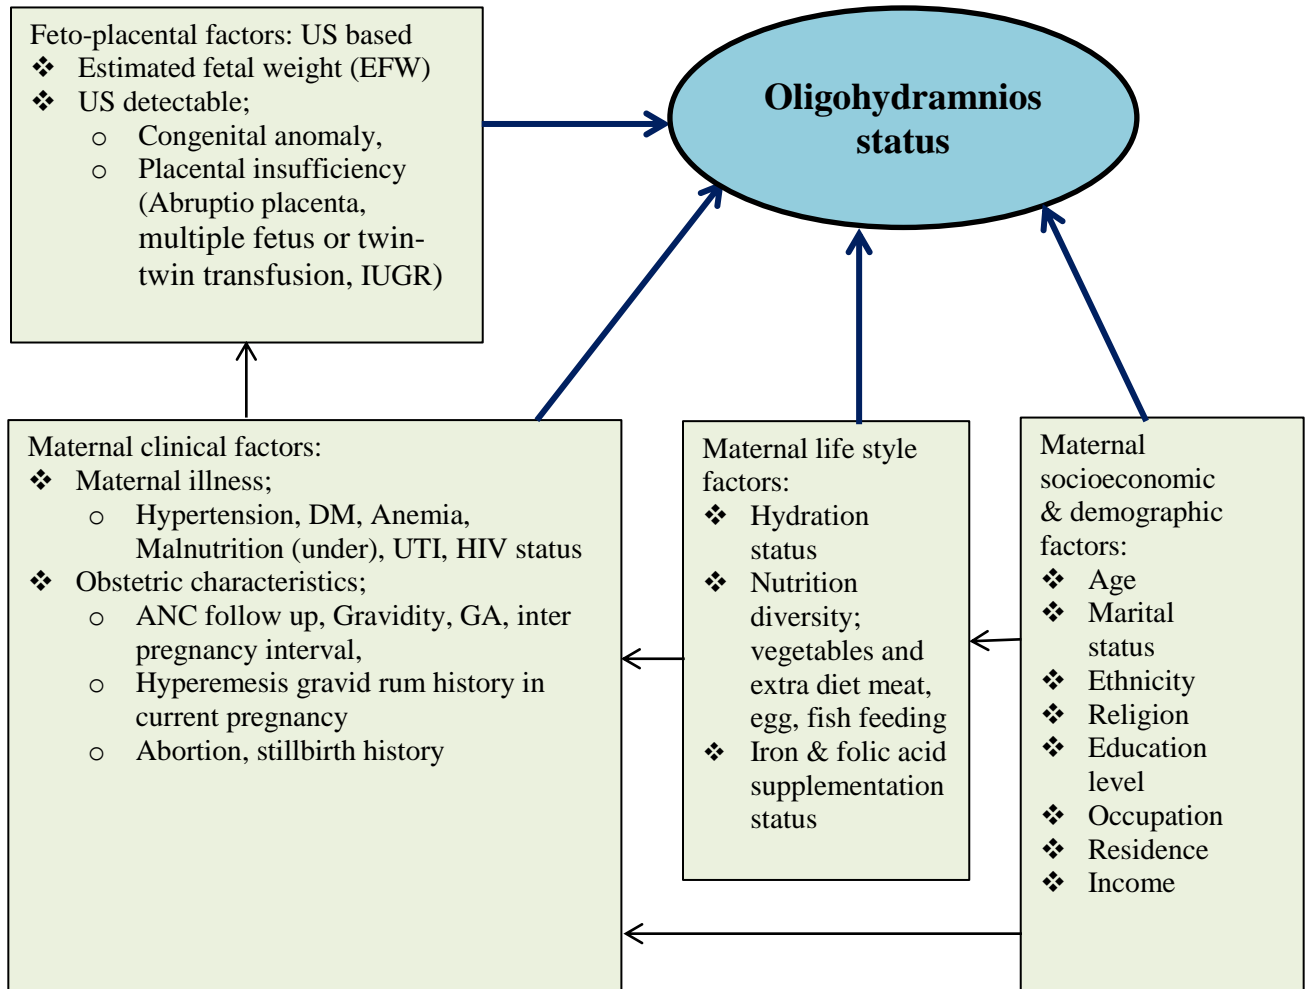 Feto-placental factors: US based
❖ Estimated fetal weight (EFW)
❖ US detectable;
o Congenital anomaly,
o Placental insufficiency
(Abruptio placenta,
multiple fetus or twin-
twin transfusion, IUGR)
Oligohydramnios
status
Maternal clinical factors:
❖ Maternal illness;
o Hypertension, DM, Anemia,
Malnutrition (under), UTI, HIV status
❖ Obstetric characteristics;
o ANC follow up, Gravidity, GA, inter
pregnancy interval,
o Hyperemesis gravid rum history in
current pregnancy
o Abortion, stillbirth history
Maternal life style
factors:
❖ Hydration
status
❖ Nutrition
diversity;
vegetables and
extra diet meat,
egg, fish feeding
❖ Iron & folic acid
supplementation
status
Maternal
socioeconomic
& demographic
factors:
❖ Age
❖ Marital
status
❖ Ethnicity
❖ Religion
❖ Education
level
❖ Occupation
❖ Residence
❖ Income